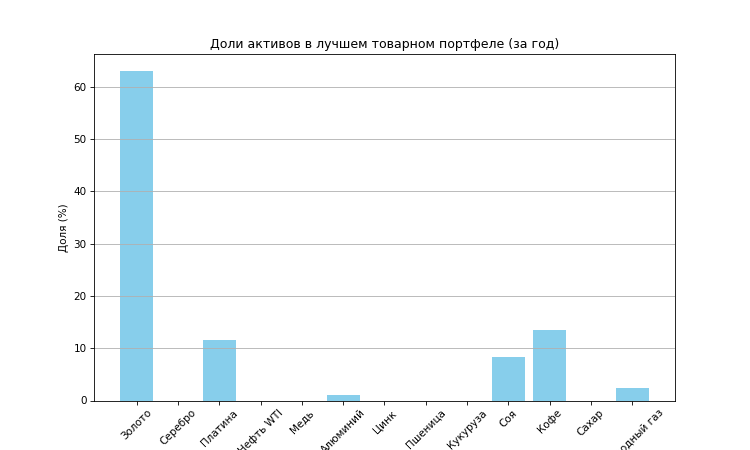 Доли активов в лучшем товарном портфеле (за год)
Доля (%)
60
50
40
30
20
10
0
Золото
Серебро
Платина
Нефть WTI
Медь
Алюминий
Цинк
Пшеница
Кукуруза
Соя
Кофе
Сахар
одный газ